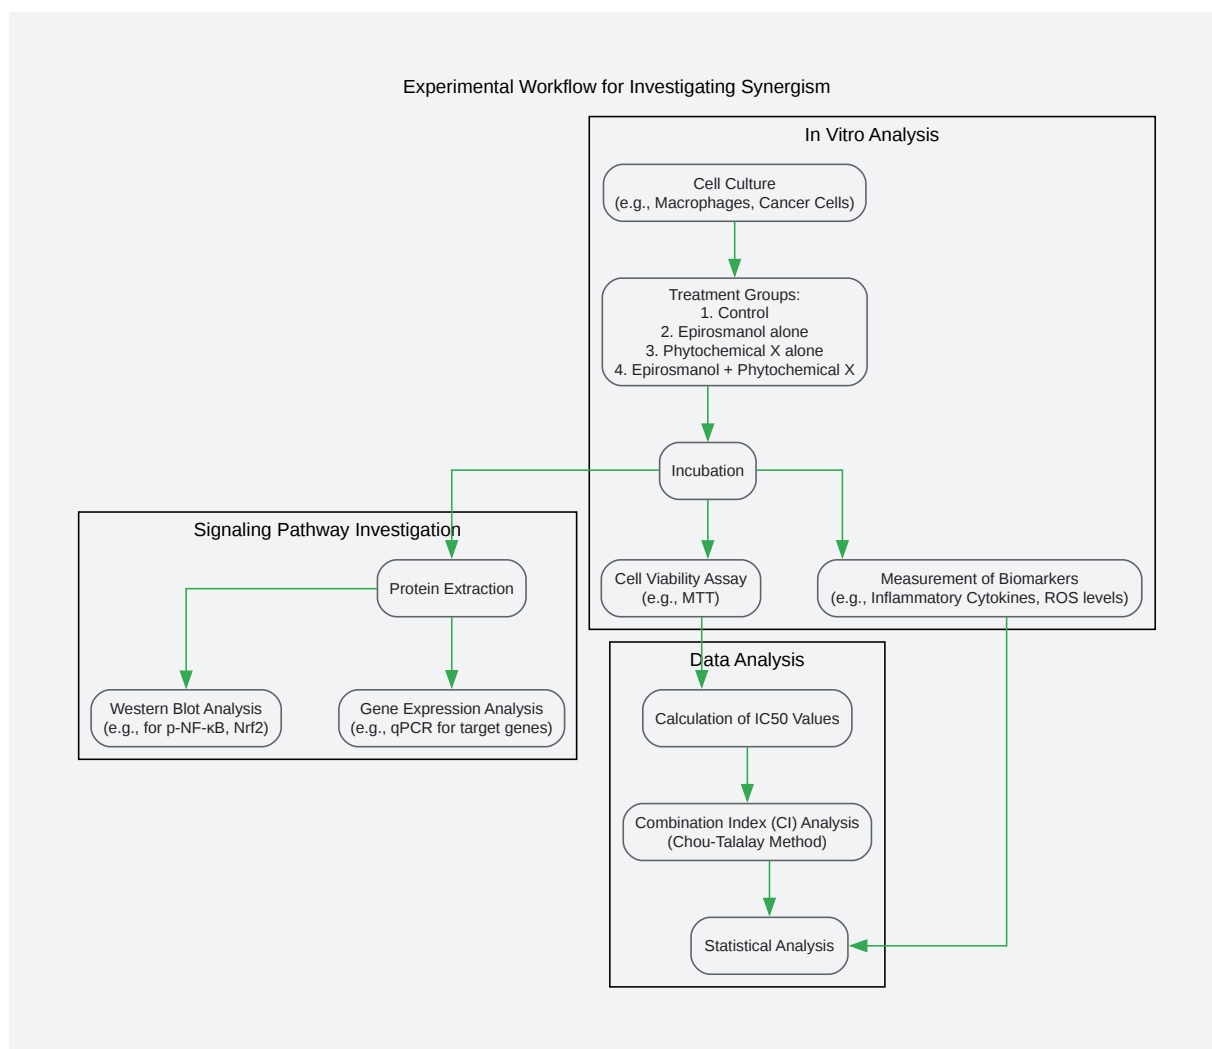 Experimental Workflow for Investigating Synergism
In Vitro Analysis
Cell Culture
(e.g., Macrophages, Cancer Cells)
Treatment Groups:
1. Control
2. Epirosmanol alone
3. Phytochemical X alone
4. Epirosmanol + Phytochemical X
Incubation
Signaling Pathway Investigation
Protein Extraction
Cell Viability Assay
(e.g., MTT)
Measurement of Biomarkers
(e.g., Inflammatory Cytokines, ROS levels)
Western Blot Analysis
(e.g., for p-NF-κB, Nrf2)
Gene Expression Analysis
(e.g., qPCR for target genes)
Data Analysis
Calculation of IC50 Values
Combination Index (CI) Analysis
(Chou-Talalay Method)
Statistical Analysis